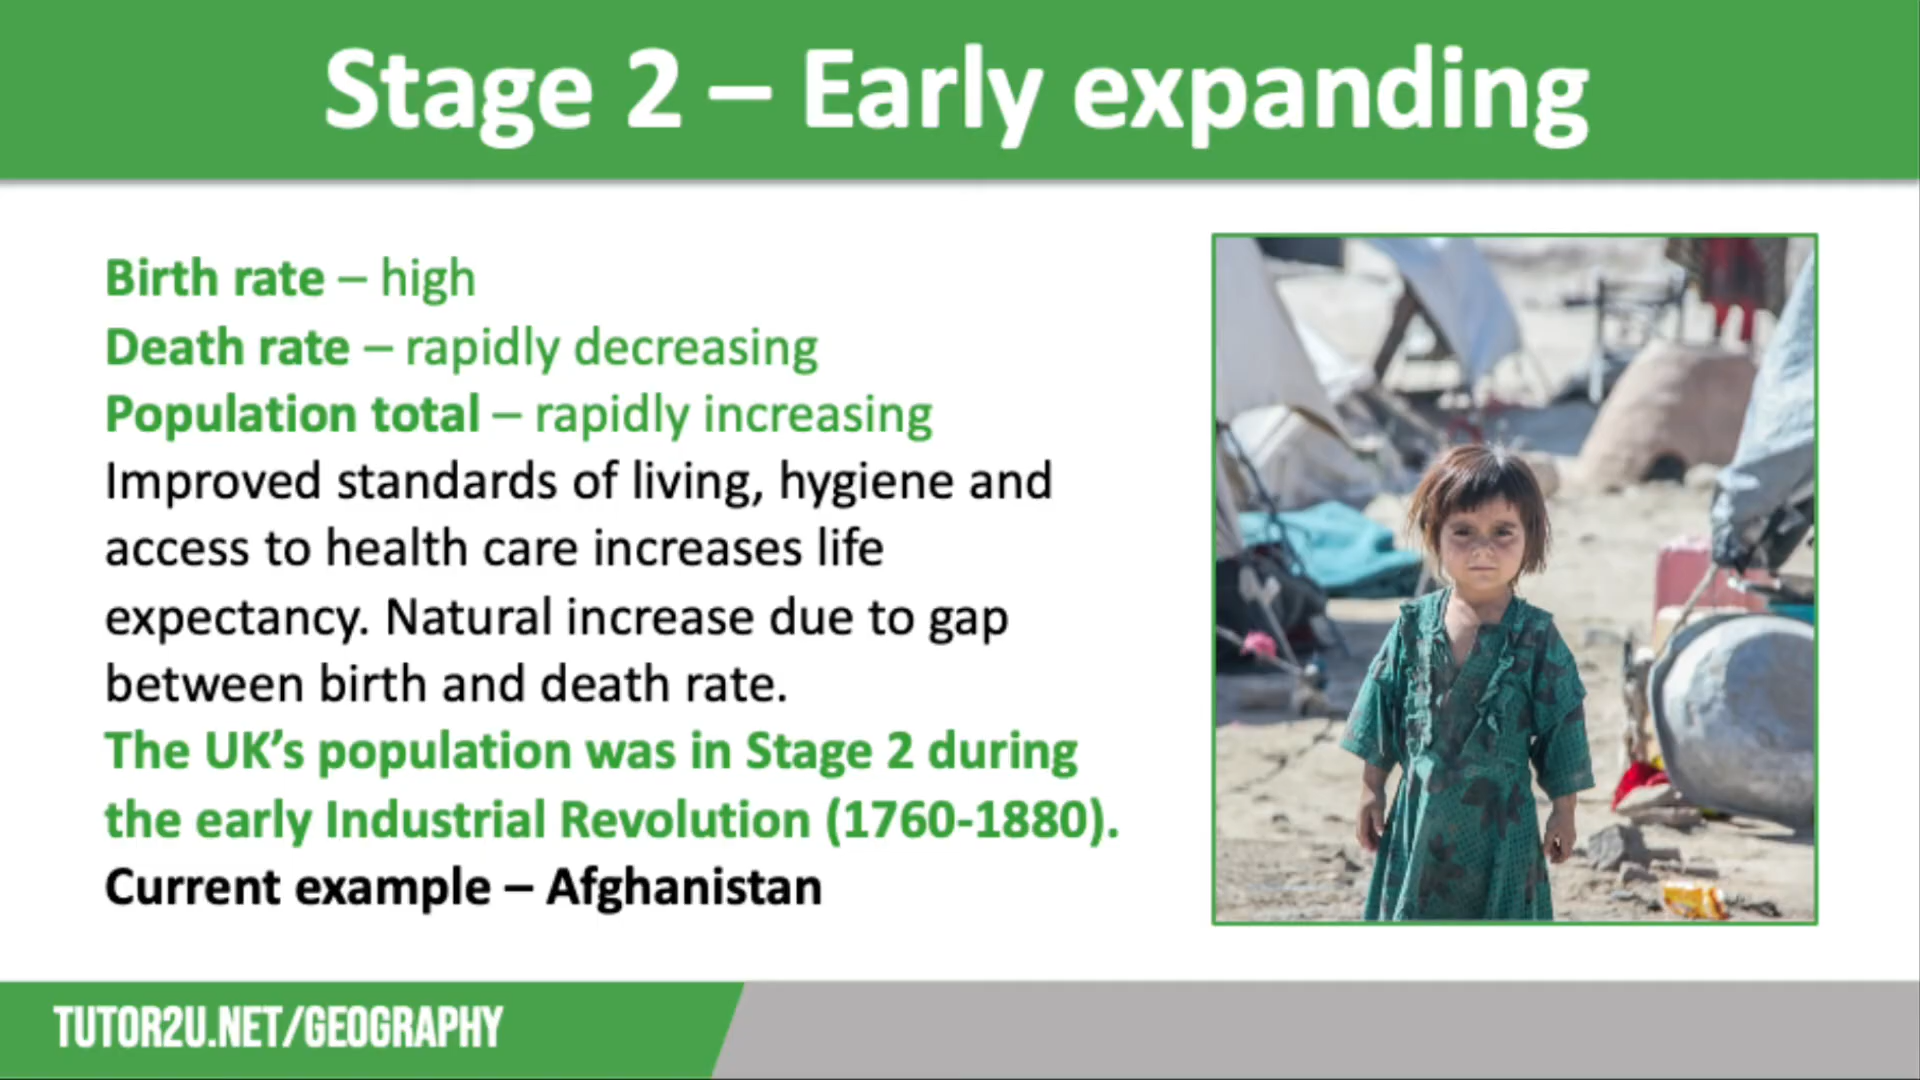 Stage 2 – Early expanding
Birth rate – high
Death rate – rapidly decreasing
Population total – rapidly increasing
Improved standards of living, hygiene and
access to health care increases life
expectancy. Natural increase due to gap
between birth and death rate.
The UK’s population was in Stage 2 during
the early Industrial Revolution (1760-1880).
Current example – Afghanistan
TUTOR2U.NET/GEOGRAPHY